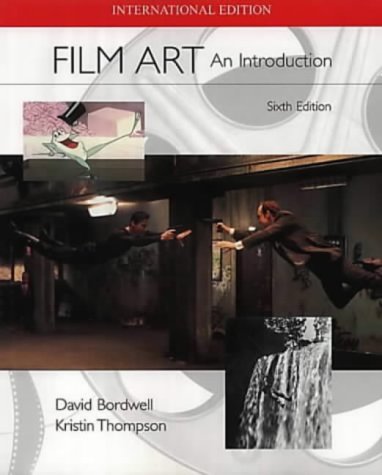 INTERNATIONAL EDITION
FILM ART An Introduction
Sixth Edition
David Bordwell
Kristin Thompson